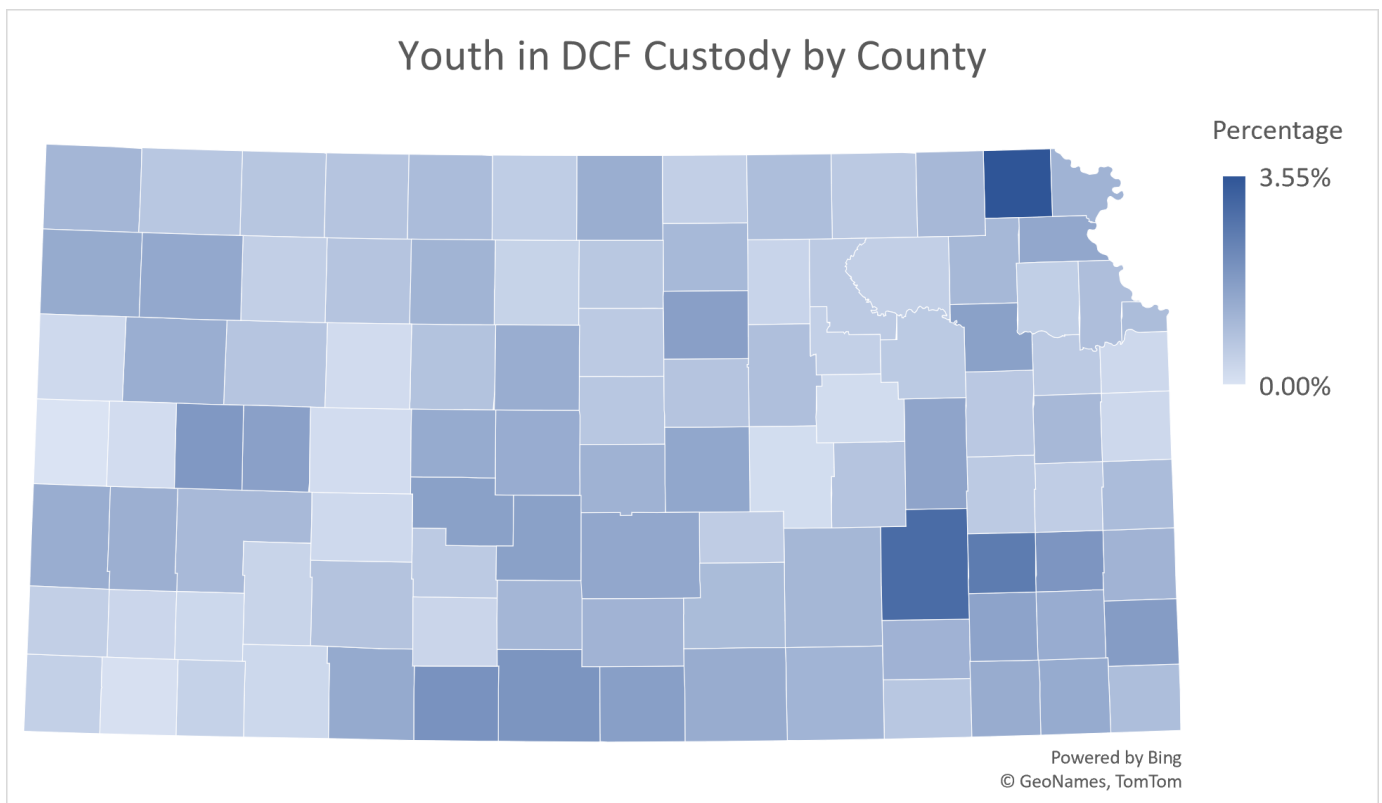 Youth in DCF Custody by County
Percentage
3.55%
0.00%
Powered by Bing
© GeoNames, TomTom